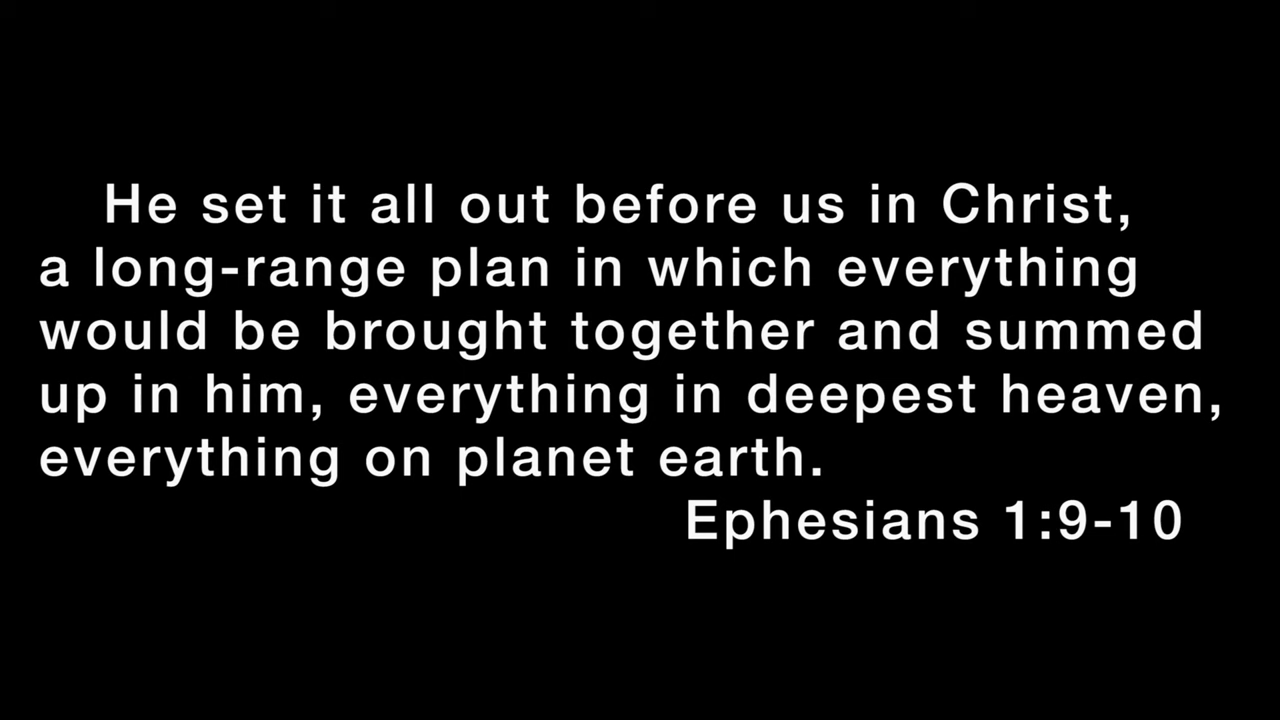 He set it all out before us in Christ,
a long-range plan in which everything
would be brought together and summed
up in him, everything in deepest heaven,
everything on planet earth.
Ephesians 1:9-10